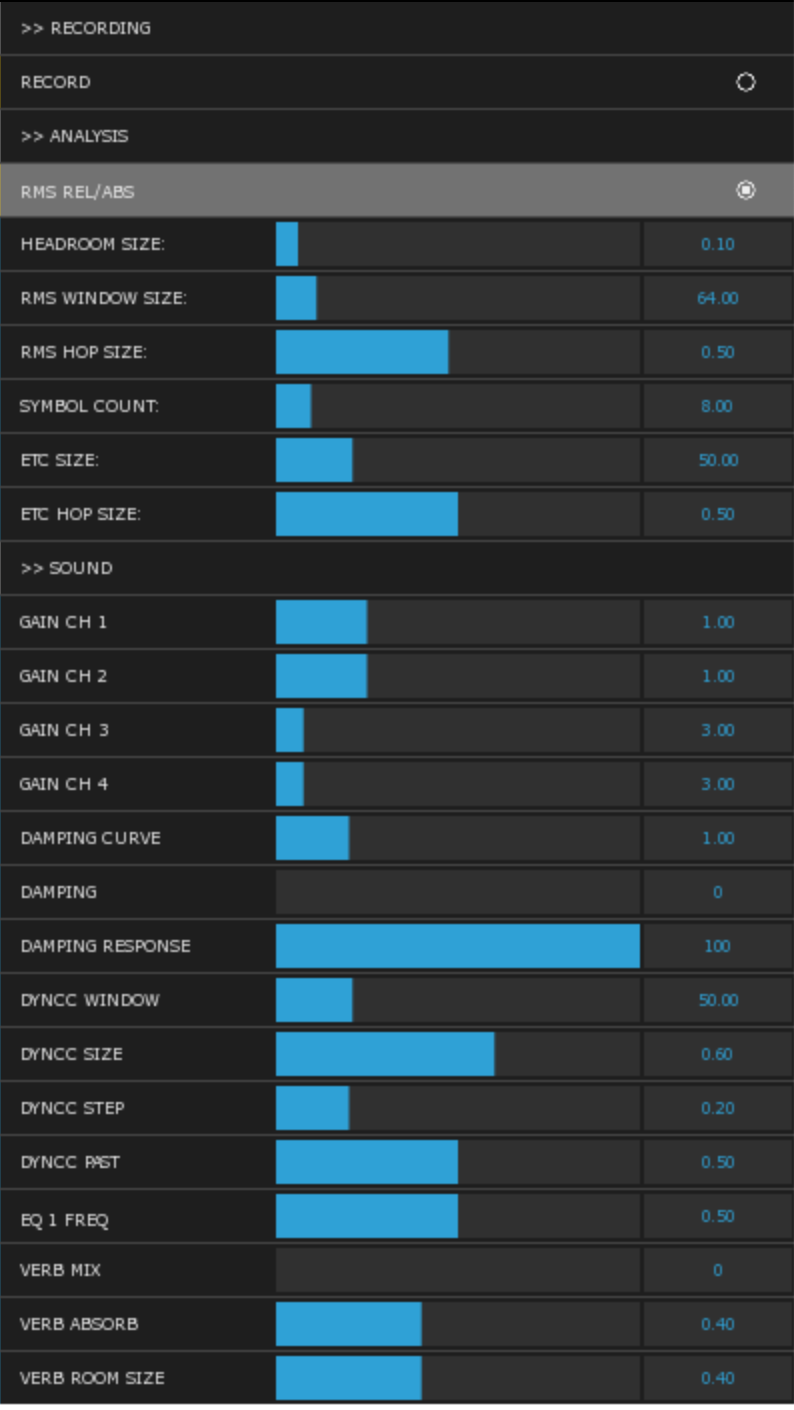 >> RECORDING
RECORD
>> ANALYSIS
RMS REL/ABS
HEADROOM SIZE: 0.10
RMS WINDOW SIZE: 64.00
RMS HOP SIZE: 0.50
SYMBOL COUNT: 8.00
ETC SIZE: 50.00
ETC HOP SIZE: 0.50
>> SOUND
GAIN CH 1 1.00
GAIN CH 2 1.00
GAIN CH 3 3.00
GAIN CH 4 3.00
DAMPING CURVE 1.00
DAMPING 0
DAMPING RESPONSE 100
DYNCC WINDOW 50.00
DYNCC SIZE 0.60
DYNCC STEP 0.20
DYNCC PAST 0.50
EQ 1 FREQ 0.50
VERB MIX 0
VERB ABSORB 0.40
VERB ROOM SIZE 0.40